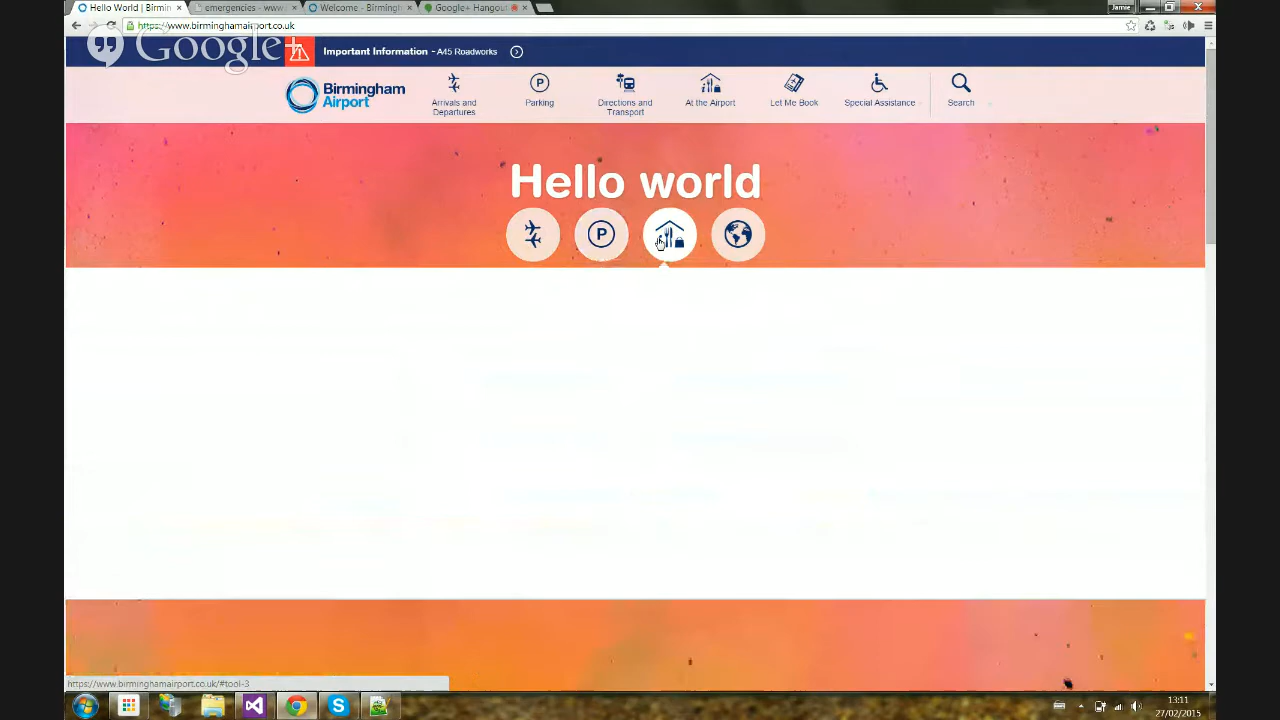 Hello World | Birmin
emergencies - www.
Welcome - Birmingh
Google+ Hangout
Jamie
https://www.birminghamairport.co.uk
Google+
Important Information - A45 Roadworks
Birmingham
Airport
Arrivals and
Departures
P
Parking
Directions and
Transport
At the Airport
Let Me Book
Special Assistance
Search
Hello world
P
https://www.birminghamairport.co.uk/#tool-3
13:11
27/02/2015